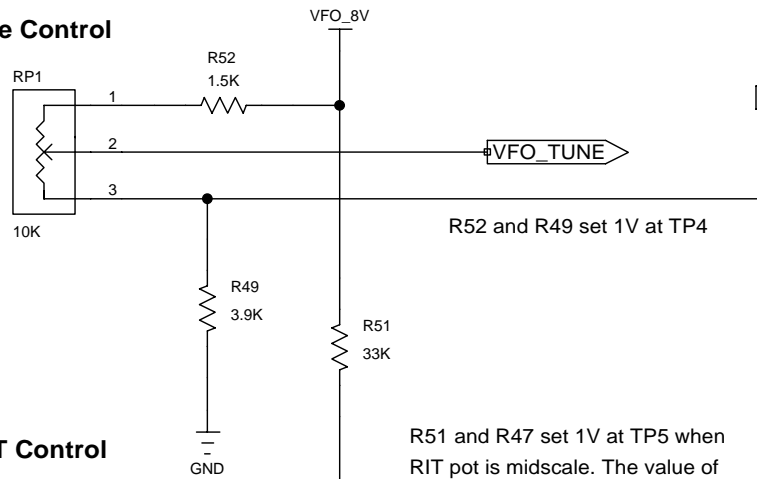 VFO_8V
e Control
R52
1.5K
RP1
1
2
VFO_TUNE
3
10K
R52 and R49 set 1V at TP4
R49
3.9K
R51
33K
T Control
GND
R51 and R47 set 1V at TP5 when
RIT pot is midscale. The value of